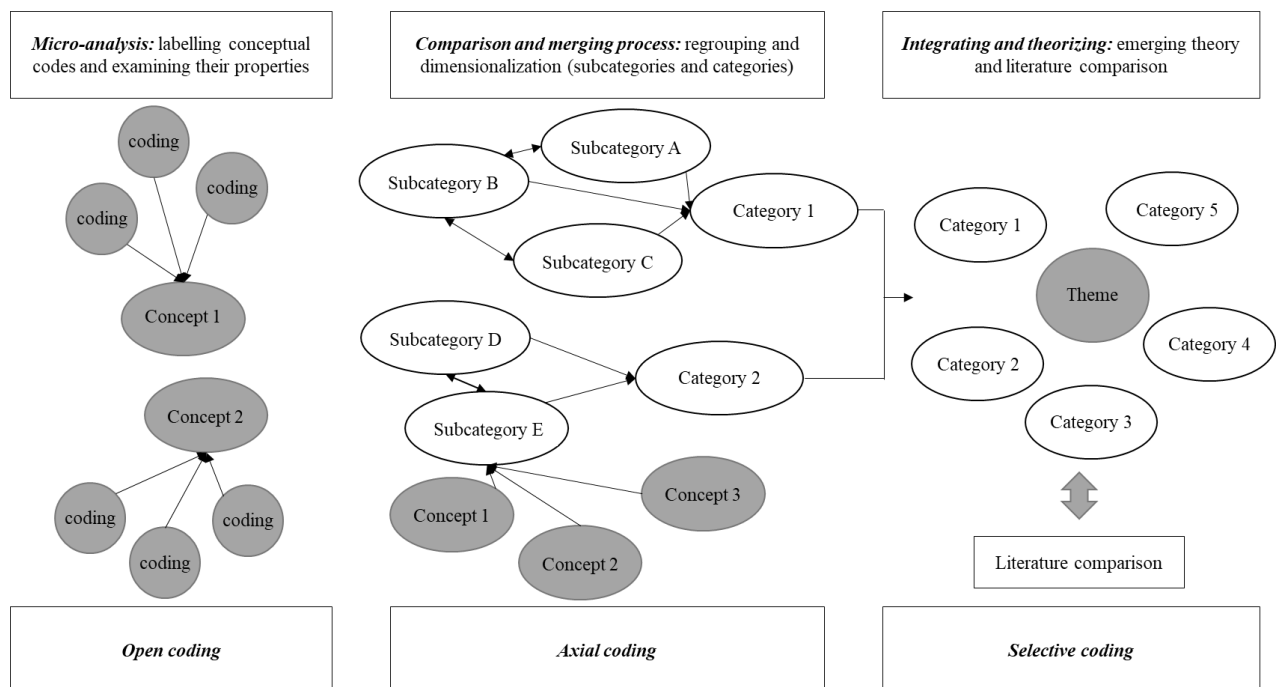 Micro-analysis: labelling conceptual
codes and examining their properties
Comparison and merging process: regrouping and
dimensionalization (subcategories and categories)
Integrating and theorizing: emerging theory
and literature comparison
coding
coding
coding
Concept 1
Concept 2
coding
coding
coding
Subcategory A
Subcategory B
Category 1
Subcategory C
Subcategory D
Category 2
Subcategory E
Concept 3
Concept 1
Concept 2
Category 5
Category 1
Theme
Category 4
Category 2
Category 3
Literature comparison
Open coding
Axial coding
Selective coding